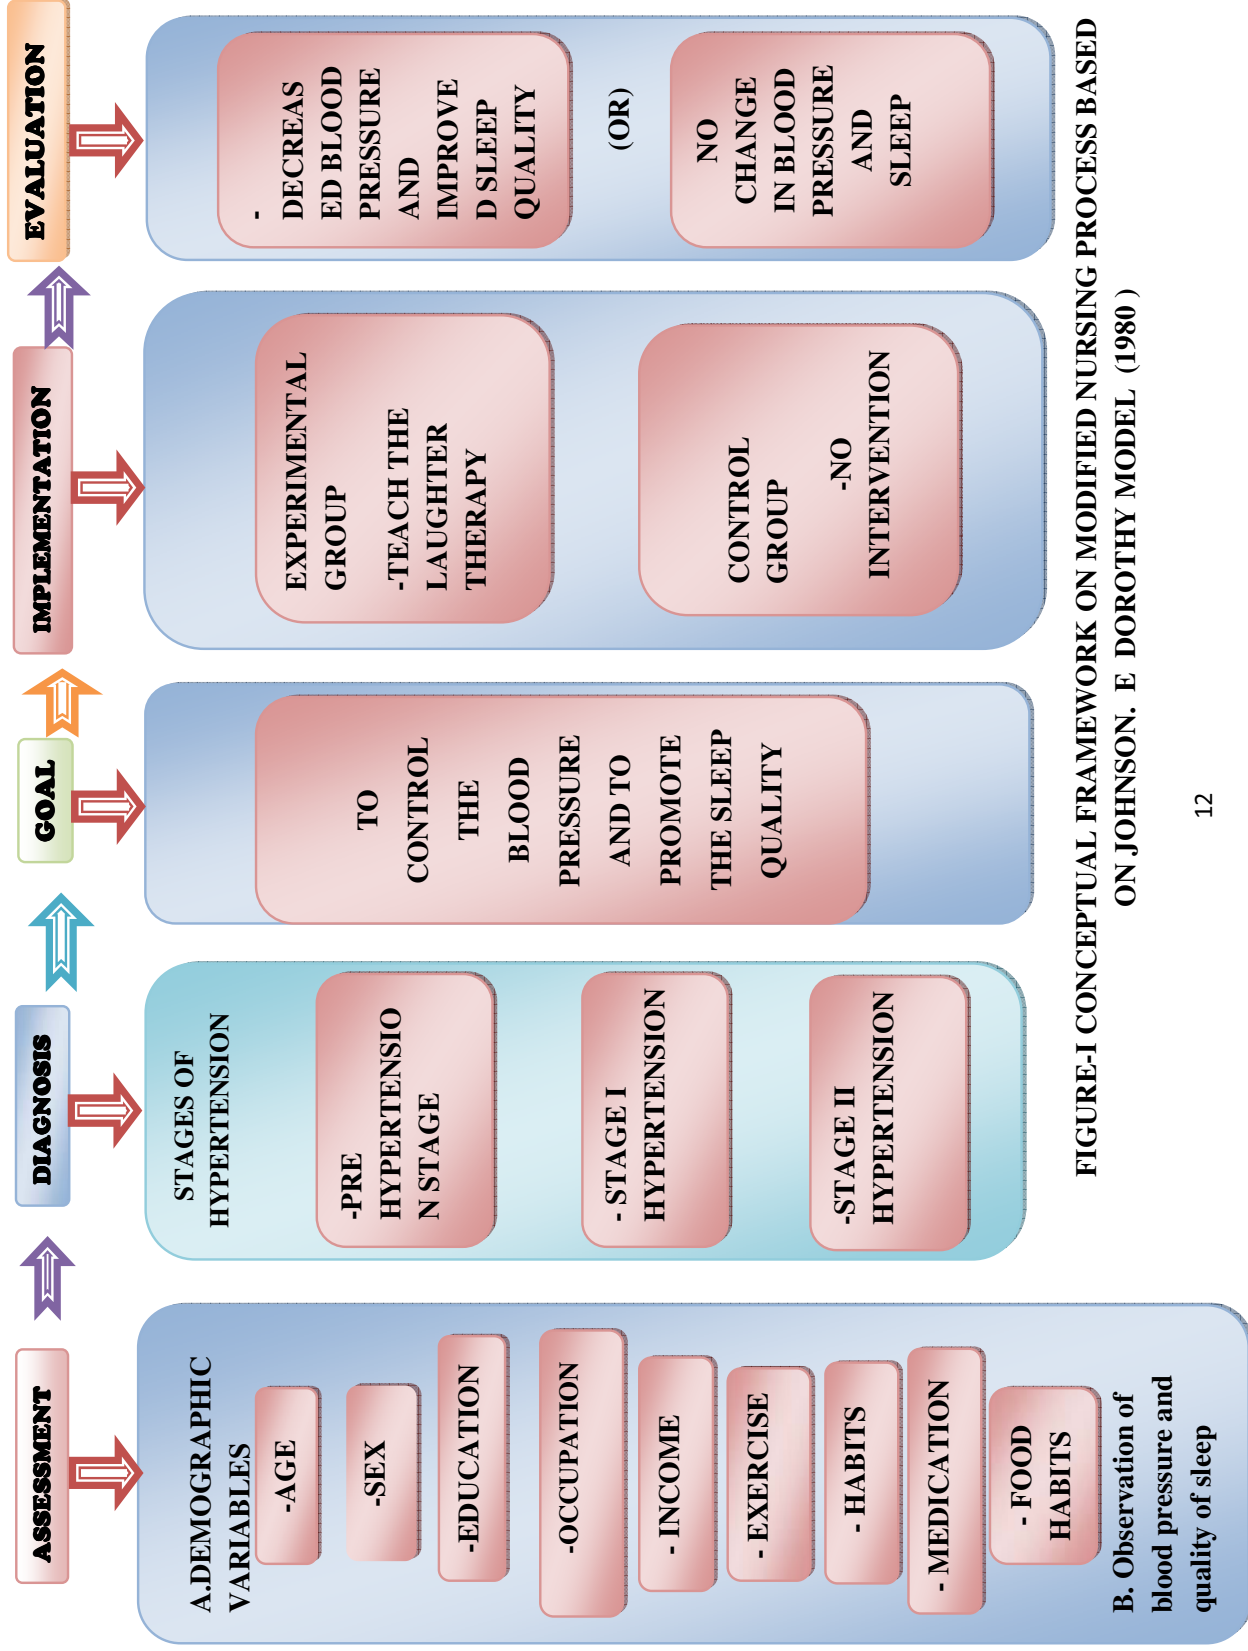 ASSESSMENT
DIAGNOSIS
GOAL
IMPLEMENTATION
EVALUATION
A.DEMOGRAPHIC
VARIABLES
-AGE
-SEX
-EDUCATION
-OCCUPATION
- INCOME
- EXERCISE
- HABITS
- MEDICATION
- FOOD
HABITS
B. Observation of
blood pressure and
quality of sleep
STAGES OF
HYPERTENSION
-PRE
HYPERTENSIO
N STAGE
- STAGE I
HYPERTENSION
-STAGE II
HYPERTENSION
TO
CONTROL
THE
BLOOD
PRESSURE
AND TO
PROMOTE
THE SLEEP
QUALITY
EXPERIMENTAL
GROUP
-TEACH THE
LAUGHTER
THERAPY
CONTROL
GROUP
-NO
INTERVENTION
-
DECREAS
ED BLOOD
PRESSURE
AND
IMPROVE
D SLEEP
QUALITY
(OR)
NO
CHANGE
IN BLOOD
PRESSURE
AND
SLEEP
FIGURE-I CONCEPTUAL FRAMEWORK ON MODIFIED NURSING PROCESS BASED
ON JOHNSON. E DOROTHY MODEL (1980 )
12